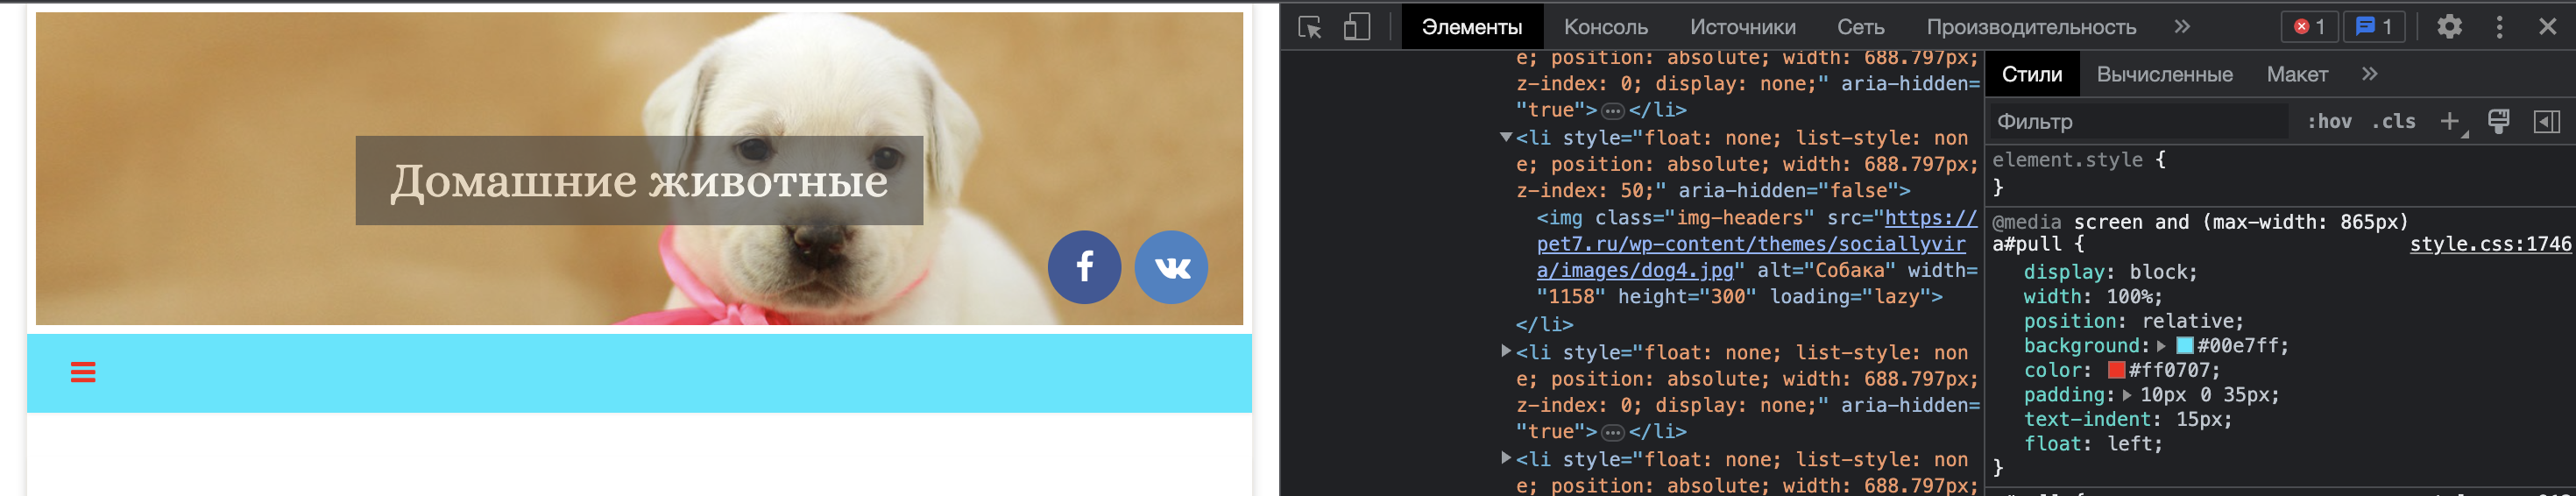 Домашние животные
f
Элементы
Консоль
Источники
Сеть
Производительность
»
1
1
e; position: absolute; width: 688.797px;
z-index: 0; display: none;" aria-hidden=
"true">…</li>
<li style="float: none; list-style: non
e; position: absolute; width: 688.797px;
z-index: 50;" aria-hidden="false">
<img class="img-headers" src="https://
pet7.ru/wp-content/themes/sociallyvir
a/images/dog4.jpg" alt="Собака" width=
"1158" height="300" loading="lazy">
</li>
<li style="float: none; list-style: non
e; position: absolute; width: 688.797px;
z-index: 0; display: none;" aria-hidden=
"true">…</li>
<li style="float: none; list-style: non
e; position: absolute; width: 688.797px;
Стили
Вычисленные
Макет
»
Фильтр
:hov
.cls
+
element.style {
}
@media screen and (max-width: 865px)
a#pull {
style.css:1746
display: block;
width: 100%;
position: relative;
background: #00e7ff;
color: #ff0707;
padding: 10px 0 35px;
text-indent: 15px;
float: left;
}